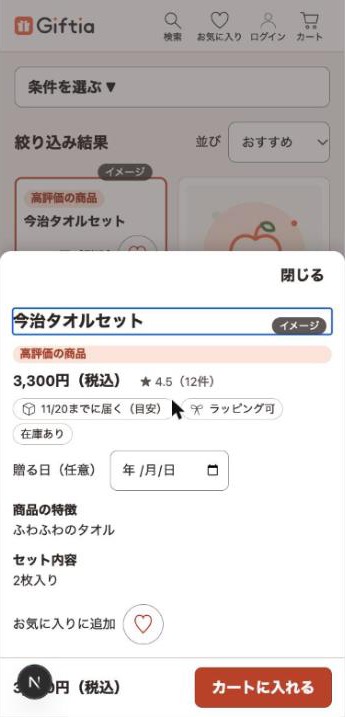 Giftia
検索 お気に入り ログイン カート
条件を選ぶ▼
絞り込み結果 並び おすすめ
イメージ
高評価の商品
今治タオルセット
閉じる
今治タオルセット イメージ
高評価の商品
3,300円（税込） ★ 4.5（12件）
11/20までに届く（目安） ラッピング可
在庫あり
贈る日（任意） 年 /月/日
商品の特徴
ふわふわのタオル
セット内容
2枚入り
お気に入りに追加
N 円（税込） カートに入れる